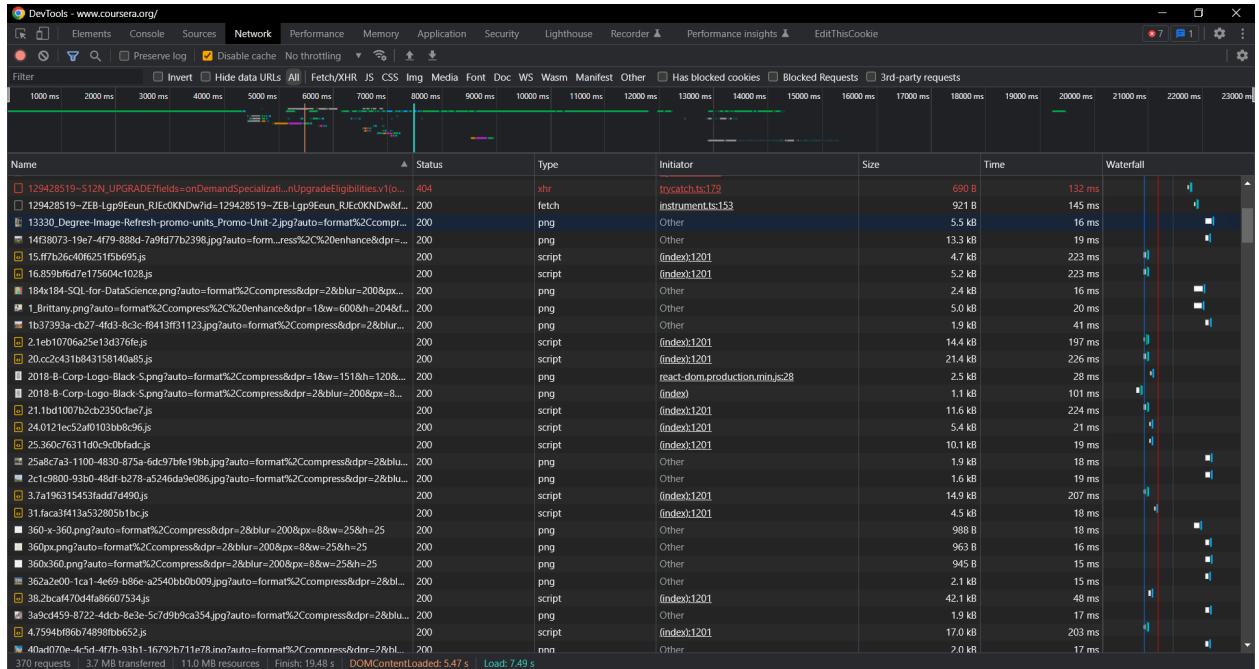 DevTools - www.coursera.org/
Elements Console Sources Network Performance Memory Application Security Lighthouse Recorder Performance insights EditThisCookie 7 1
Preserve log Disable cache No throttling
Filter Invert Hide data URLs All Fetch/XHR JS CSS Img Media Font Doc WS Wasm Manifest Other Has blocked cookies Blocked Requests 3rd-party requests
1000 ms 2000 ms 3000 ms 4000 ms 5000 ms 6000 ms 7000 ms 8000 ms 9000 ms 10000 ms 11000 ms 12000 ms 13000 ms 14000 ms 15000 ms 16000 ms 17000 ms 18000 ms 19000 ms 20000 ms 21000 ms 22000 ms 23000 m
Name Status Type Initiator Size Time Waterfall
129428519~S12N_UPGRADE?fields=onDemandSpecializati...nUpgradeEligibilities.v1(o... 404 xhr trycatch.ts:179 690 B 132 ms
129428519~ZEB-Lgp9Eeun_RJEc0KNDw?id=129428519~ZEB-Lgp9Eeun_RJEc0KNDw&f... 200 fetch instrument.ts:153 921 B 145 ms
13330_Degree-Image-Refresh-promo-units_Promo-Unit-2.jpg?auto=format%2Ccompr... 200 png Other 5.5 kB 16 ms
14f38073-19e7-4f79-888d-7a9fd77b2398.jpg?auto=form...ress%2C%20enhance&dpr=... 200 png Other 13.3 kB 19 ms
15.ff7b26c40f6251f5b695.js 200 script (index):1201 4.7 kB 223 ms
16.859bf6d7e175604c1028.js 200 script (index):1201 5.2 kB 223 ms
184x184-SQL-for-DataScience.png?auto=format%2Ccompress&dpr=2&blur=200&px... 200 png Other 2.4 kB 16 ms
1_Brittany.png?auto=format%2Ccompress%2C%20enhance&dpr=1&w=600&h=204&f... 200 png Other 5.0 kB 20 ms
1b37393a-cb27-4fd3-8c3c-f8413ff31123.jpg?auto=format%2Ccompress&dpr=2&blur... 200 png Other 1.9 kB 41 ms
2.1eb10706a25e13d376fe.js 200 script (index):1201 14.4 kB 197 ms
20.cc2c431b843158140a85.js 200 script (index):1201 21.4 kB 226 ms
2018-B-Corp-Logo-Black-S.png?auto=format%2Ccompress&dpr=1&w=151&h=120&... 200 png react-dom.production.min.js:28 2.5 kB 28 ms
2018-B-Corp-Logo-Black-S.png?auto=format%2Ccompress&dpr=2&blur=200&px=8... 200 png (index) 1.1 kB 101 ms
21.1bd1007b2cb2350cfae7.js 200 script (index):1201 11.6 kB 224 ms
24.0121ec52af0103bb8c96.js 200 script (index):1201 5.4 kB 21 ms
25.360c76311d0c9c0bfadc.js 200 script (index):1201 10.1 kB 19 ms
25a8c7a3-1100-4830-875a-6dc97bfe19bb.jpg?auto=format%2Ccompress&dpr=2&blu... 200 png Other 1.9 kB 18 ms
2c1c9800-93b0-48df-b278-a5246da9e086.jpg?auto=format%2Ccompress&dpr=2&blu... 200 png Other 1.6 kB 19 ms
3.7a196315453fadd7d490.js 200 script (index):1201 14.9 kB 207 ms
31.faca3f413a532805b1bc.js 200 script (index):1201 4.5 kB 18 ms
360-x-360.png?auto=format%2Ccompress&dpr=2&blur=200&px=8&w=25&h=25 200 png Other 988 B 18 ms
360px.png?auto=format%2Ccompress&dpr=2&blur=200&px=8&w=25&h=25 200 png Other 963 B 16 ms
360x360.png?auto=format%2Ccompress&dpr=2&blur=200&px=8&w=25&h=25 200 png Other 945 B 15 ms
362a2e00-1ca1-4e69-b86e-a2540bb0b009.jpg?auto=format%2Ccompress&dpr=2&bl... 200 png Other 2.1 kB 15 ms
38.2bcaf470d4fa86607534.js 200 script (index):1201 42.1 kB 48 ms
3a9cd459-8722-4dcb-8e3e-5c7d9b9ca354.jpg?auto=format%2Ccompress&dpr=2&blu... 200 png Other 1.9 kB 17 ms
4.7594bf86b74898fbb652.js 200 script (index):1201 17.0 kB 203 ms
40ad070e-4c5d-4f7b-93b1-16792b711e78.jpg?auto=format%2Ccompress&dpr=2&bl... 200 png Other 2.0 kB 17 ms
370 requests 3.7 MB transferred 11.0 MB resources Finish: 19.48 s DOMContentLoaded: 5.47 s Load: 7.49 s